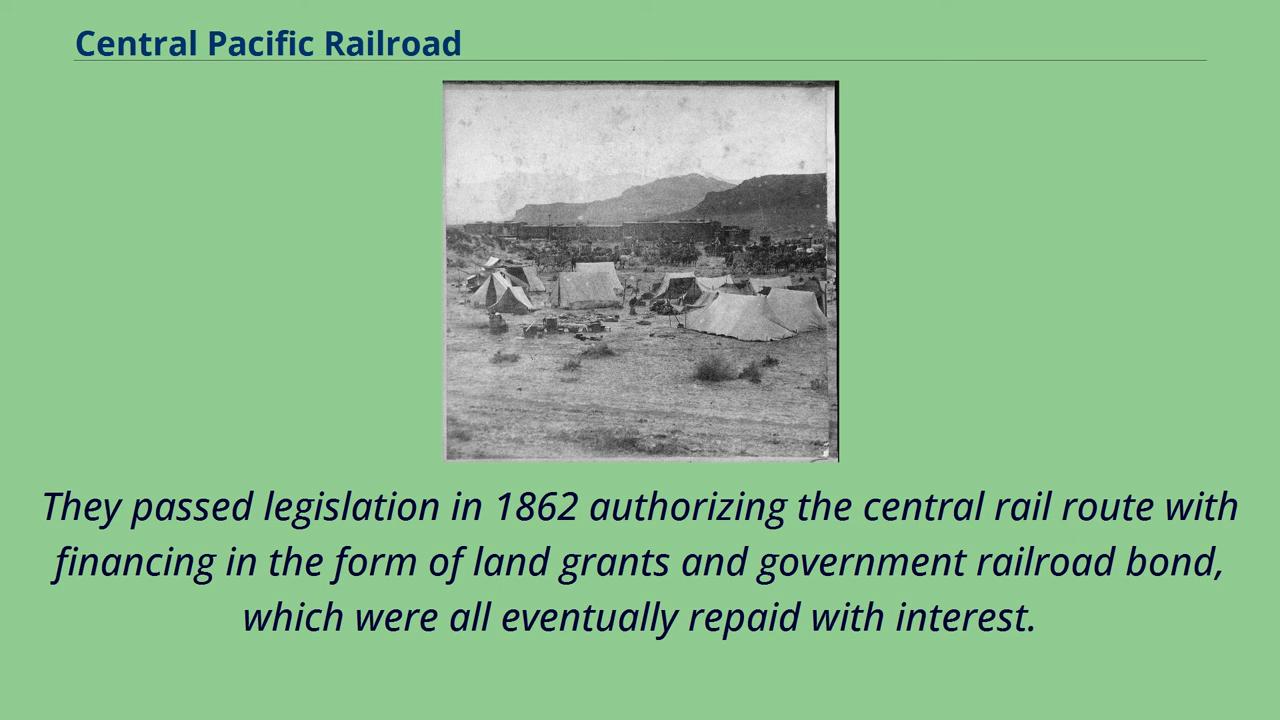 Central Pacific Railroad
They passed legislation in 1862 authorizing the central rail route with
financing in the form of land grants and government railroad bond,
which were all eventually repaid with interest.